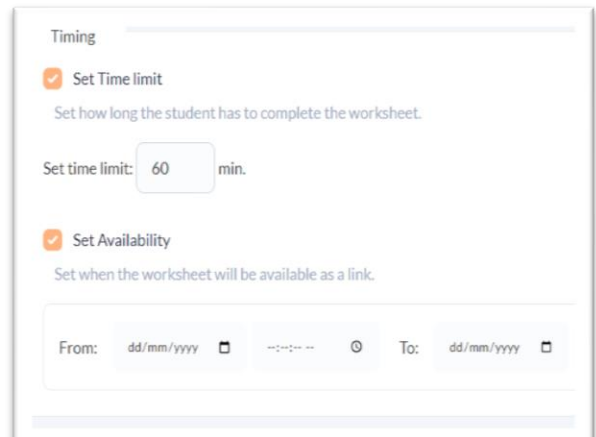 Timing
Set Time limit
Set how long the student has to complete the worksheet.
Set time limit: 60 min.
Set Availability
Set when the worksheet will be available as a link.
From: dd/mm/yyyy --:--:-- -- To: dd/mm/yyyy